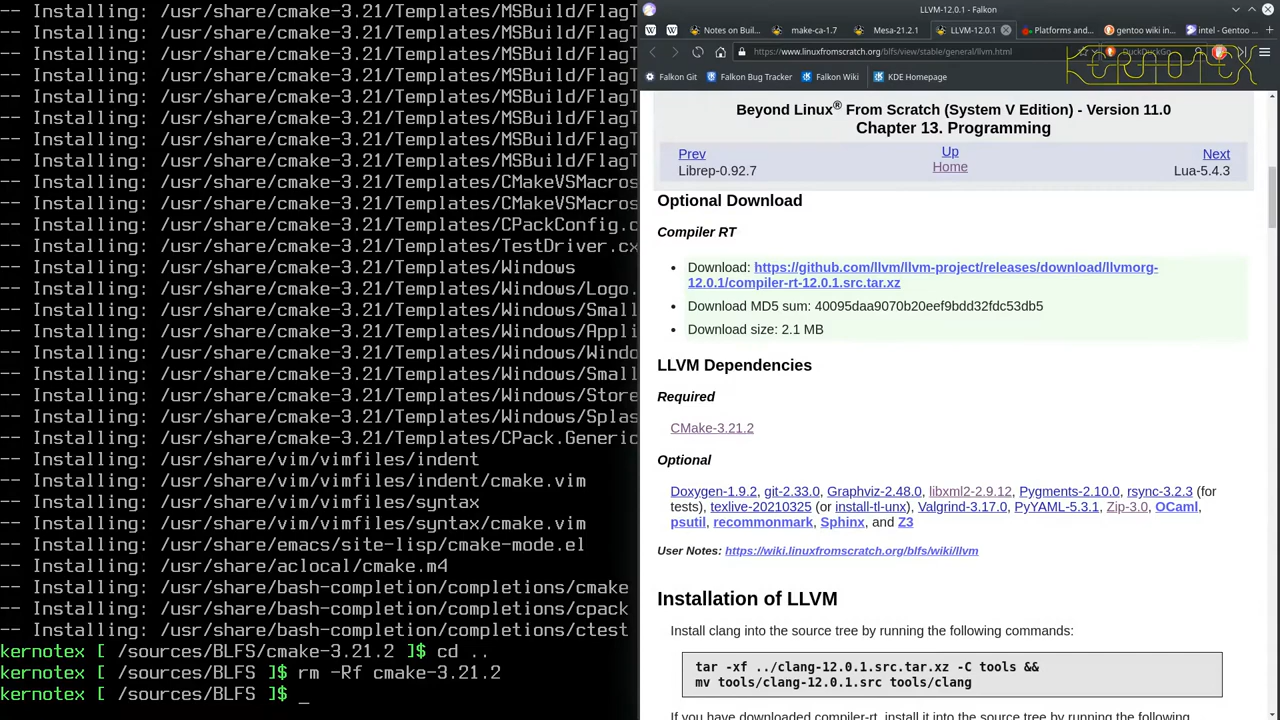 -- Installing: /usr/share/cmake-3.21/Templates/MSBuild/FlagT
-- Installing: /usr/share/cmake-3.21/Templates/MSBuild/FlagT
-- Installing: /usr/share/cmake-3.21/Templates/MSBuild/FlagT
-- Installing: /usr/share/cmake-3.21/Templates/MSBuild/FlagT
-- Installing: /usr/share/cmake-3.21/Templates/MSBuild/FlagT
-- Installing: /usr/share/cmake-3.21/Templates/MSBuild/FlagT
-- Installing: /usr/share/cmake-3.21/Templates/MSBuild/FlagT
-- Installing: /usr/share/cmake-3.21/Templates/MSBuild/FlagT
-- Installing: /usr/share/cmake-3.21/Templates/CMakeVSMacros
-- Installing: /usr/share/cmake-3.21/Templates/CMakeVSMacros
-- Installing: /usr/share/cmake-3.21/Templates/CPackConfig.c
-- Installing: /usr/share/cmake-3.21/Templates/TestDriver.cx
-- Installing: /usr/share/cmake-3.21/Templates/Windows
-- Installing: /usr/share/cmake-3.21/Templates/Windows/Logo.
-- Installing: /usr/share/cmake-3.21/Templates/Windows/Small
-- Installing: /usr/share/cmake-3.21/Templates/Windows/Appli
-- Installing: /usr/share/cmake-3.21/Templates/Windows/Windo
-- Installing: /usr/share/cmake-3.21/Templates/Windows/Small
-- Installing: /usr/share/cmake-3.21/Templates/Windows/Store
-- Installing: /usr/share/cmake-3.21/Templates/Windows/Splas
-- Installing: /usr/share/cmake-3.21/Templates/CPack.Generic
-- Installing: /usr/share/vim/vimfiles/indent
-- Installing: /usr/share/vim/vimfiles/indent/cmake.vim
-- Installing: /usr/share/vim/vimfiles/syntax
-- Installing: /usr/share/vim/vimfiles/syntax/cmake.vim
-- Installing: /usr/share/emacs/site-lisp/cmake-mode.el
-- Installing: /usr/share/aclocal/cmake.m4
-- Installing: /usr/share/bash-completion/completions/cmake
-- Installing: /usr/share/bash-completion/completions/cpack
-- Installing: /usr/share/bash-completion/completions/ctest
kernotex [ /sources/BLFS/cmake-3.21.2 ]$ cd ..
kernotex [ /sources/BLFS ]$ rm -Rf cmake-3.21.2
kernotex [ /sources/BLFS ]$ _
LLVM-12.0.1 - Falkon
Notes on Buil... make-ca-1.7 Mesa-21.2.1 LLVM-12.0.1 Platforms and... gentoo wiki in... intel - Gentoo ...
https://www.linuxfromscratch.org/blfs/view/stable/general/llvm.html DuckDuckGo
kernotex
Falkon Git Falkon Bug Tracker Falkon Wiki KDE Homepage
Beyond Linux® From Scratch (System V Edition) - Version 11.0
Chapter 13. Programming
Prev Up Next
Librep-0.92.7 Home Lua-5.4.3
Optional Download
Compiler RT
• Download: https://github.com/llvm/llvm-project/releases/download/llvmorg-
12.0.1/compiler-rt-12.0.1.src.tar.xz
• Download MD5 sum: 40095daa9070b20eef9bdd32fdc53db5
• Download size: 2.1 MB
LLVM Dependencies
Required
CMake-3.21.2
Optional
Doxygen-1.9.2, git-2.33.0, Graphviz-2.48.0, libxml2-2.9.12, Pygments-2.10.0, rsync-3.2.3 (for
tests), texlive-20210325 (or install-tl-unx), Valgrind-3.17.0, PyYAML-5.3.1, Zip-3.0, OCaml,
psutil, recommonmark, Sphinx, and Z3
User Notes: https://wiki.linuxfromscratch.org/blfs/wiki/llvm
Installation of LLVM
Install clang into the source tree by running the following commands:
tar -xf ../clang-12.0.1.src.tar.xz -C tools &&
mv tools/clang-12.0.1.src tools/clang
If you have downloaded compiler-rt, install it into the source tree by running the following